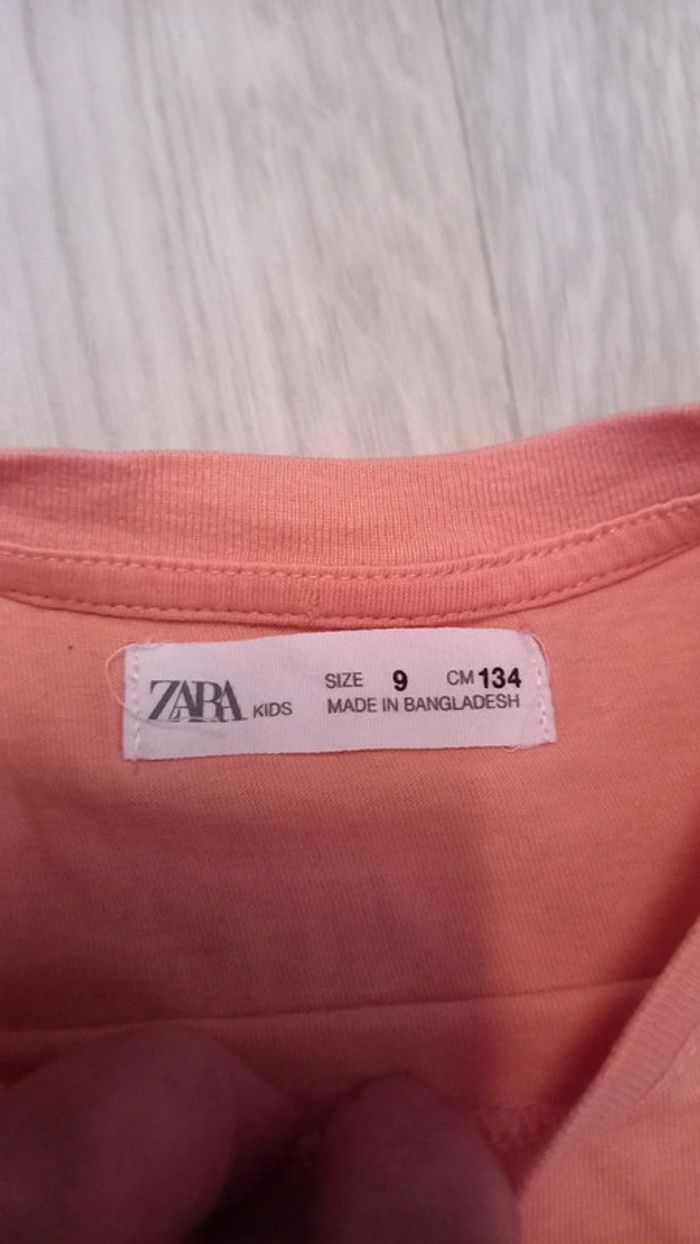 ZARA KIDS
SIZE 9 CM 134
MADE IN BANGLADESH